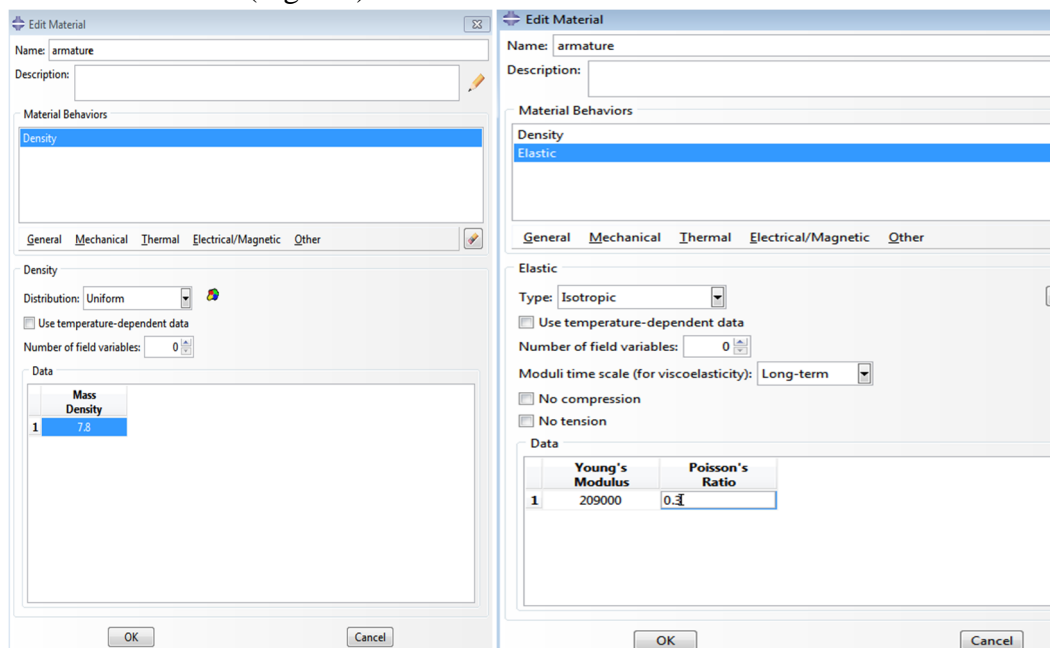 Edit Material
Name: armature
Description:
Material Behaviors
Density
General Mechanical Thermal Electrical/Magnetic Other
Density
Distribution: Uniform
Use temperature-dependent data
Number of field variables: 0
Data
Mass
Density
1 7.8
OK Cancel
Edit Material
Name: armature
Description:
Material Behaviors
Density
Elastic
General Mechanical Thermal Electrical/Magnetic Other
Elastic
Type: Isotropic
Use temperature-dependent data
Number of field variables: 0
Moduli time scale (for viscoelasticity): Long-term
No compression
No tension
Data
Young's Poisson's
Modulus Ratio
1 209000 0.3
OK Cancel